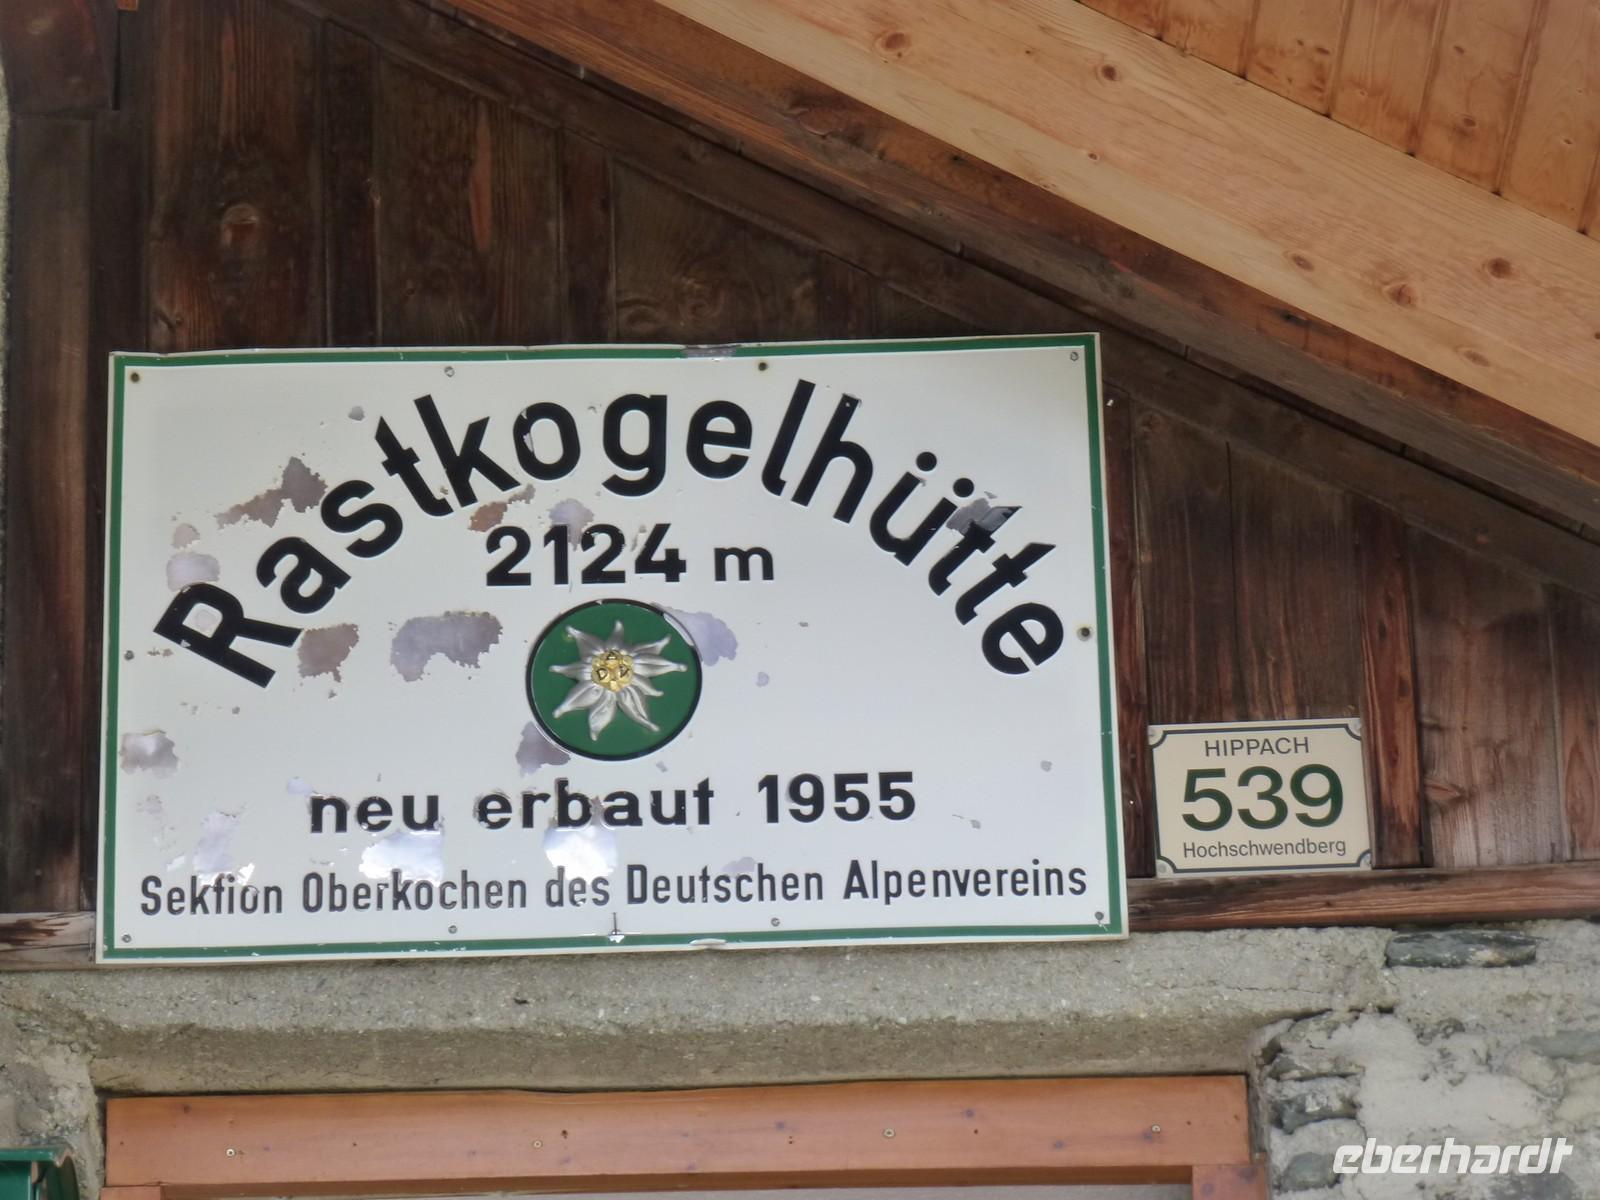 Rastkogelhütte
2124 m
neu erbaut 1955
Sektion Oberkochen des Deutschen Alpenvereins
HIPPACH
539
Hochschwendberg
eberhardt